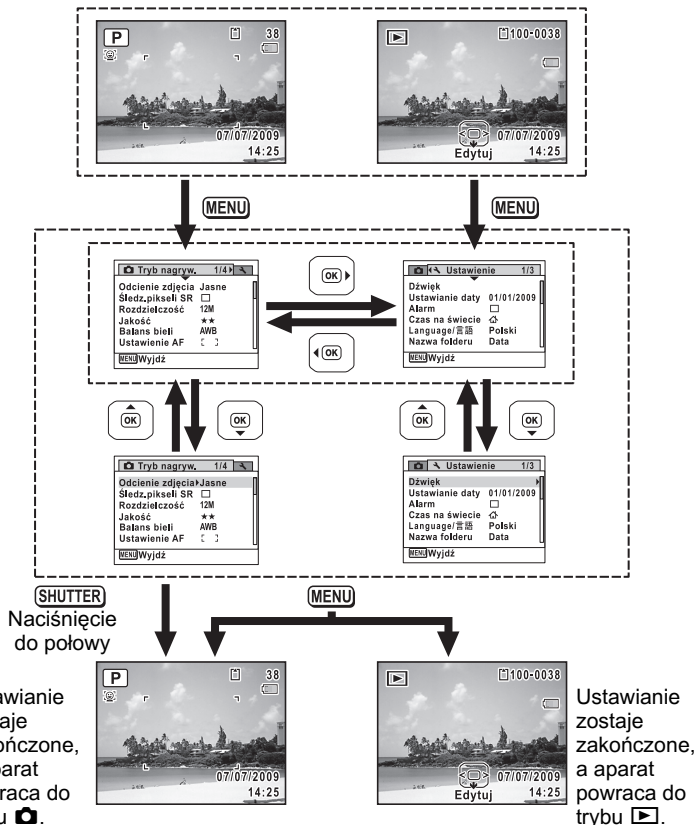 P 38
07/07/2009
14:25
100-0038
07/07/2009
Edytuj 14:25
MENU
MENU
Tryb nagryw. 1/4
Odcienie zdjęcia Jasne
Śledz.pikseli SR
Rozdzielczość 12M
Jakość ★★
Balans bieli AWB
Ustawienie AF
MENU Wyjdź
OK
OK
Ustawienie 1/3
Dźwięk
Ustawianie daty 01/01/2009
Alarm
Czas na świecie
Language/言語 Polski
Nazwa folderu Data
MENU Wyjdź
OK
OK
OK
OK
Tryb nagryw. 1/4
Odcienie zdjęcia Jasne
Śledz.pikseli SR
Rozdzielczość 12M
Jakość ★★
Balans bieli AWB
Ustawienie AF
MENU Wyjdź
Ustawienie 1/3
Dźwięk
Ustawianie daty 01/01/2009
Alarm
Czas na świecie
Language/言語 Polski
Nazwa folderu Data
MENU Wyjdź
SHUTTER
Naciśnięcie
do połowy
MENU
awianie
aje
ończone,
parat
raca do
u
P 38
07/07/2009
14:25
100-0038
07/07/2009
Edytuj 14:25
Ustawianie
zostaje
zakończone,
a aparat
powraca do
trybu